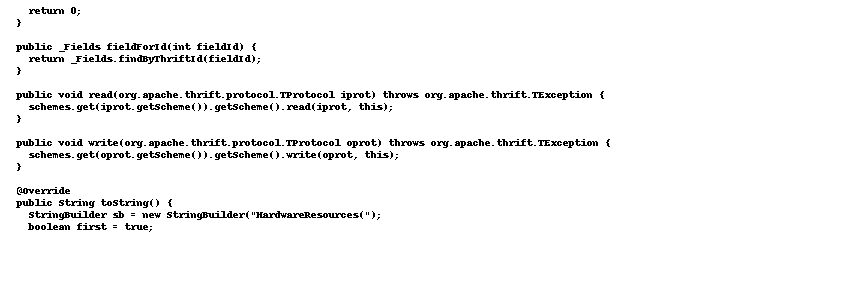 return 0;
  }

  public _Fields fieldForId(int fieldId) {
    return _Fields.findByThriftId(fieldId);
  }

  public void read(org.apache.thrift.protocol.TProtocol iprot) throws org.apache.thrift.TException {
    schemes.get(iprot.getScheme()).getScheme().read(iprot, this);
  }

  public void write(org.apache.thrift.protocol.TProtocol oprot) throws org.apache.thrift.TException {
    schemes.get(oprot.getScheme()).getScheme().write(oprot, this);
  }

  @Override
  public String toString() {
    StringBuilder sb = new StringBuilder("HardwareResources(");
    boolean first = true;